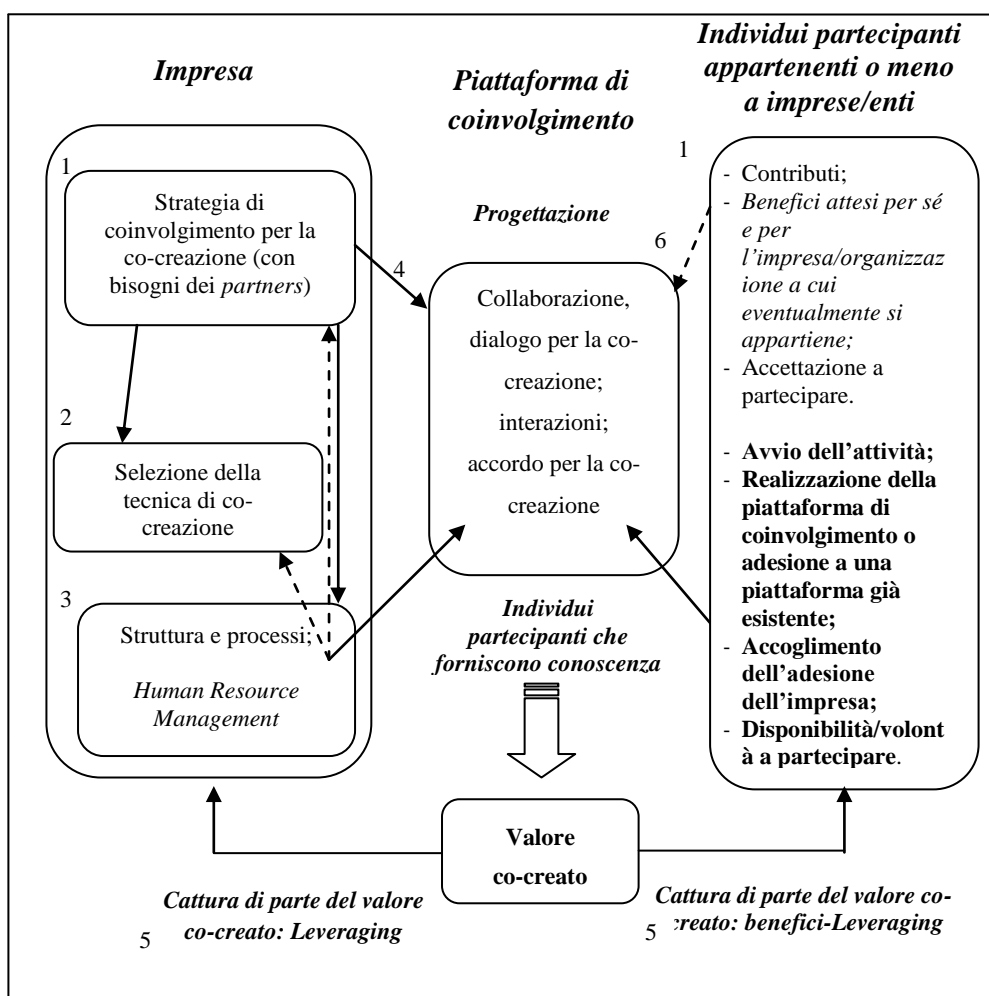 Impresa
1
Strategia di
coinvolgimento per la
co-creazione (con
bisogni dei partners)
2
Selezione della
tecnica di co-
creazione
3
Struttura e processi;
Human Resource
Management
Piattaforma di
coinvolgimento
Progettazione
4
6
Collaborazione,
dialogo per la co-
creazione;
interazioni;
accordo per la co-
creazione
Individui
partecipanti che
forniscono conoscenza
Individui partecipanti
appartenenti o meno
a imprese/enti
1
- Contributi;
- Benefici attesi per sé
e per
l’impresa/organizzaz
ione a cui
eventualmente si
appartiene;
- Accettazione a
partecipare.
- Avvio dell’attività;
- Realizzazione della
piattaforma di
coinvolgimento o
adesione a una
piattaforma già
esistente;
- Accoglimento
dell’adesione
dell’impresa;
- Disponibilità/volont
à a partecipare.
Valore
co-creato
Cattura di parte del valore
co-creato: Leveraging
5
Cattura di parte del valore co-
creato: benefici-Leveraging
5